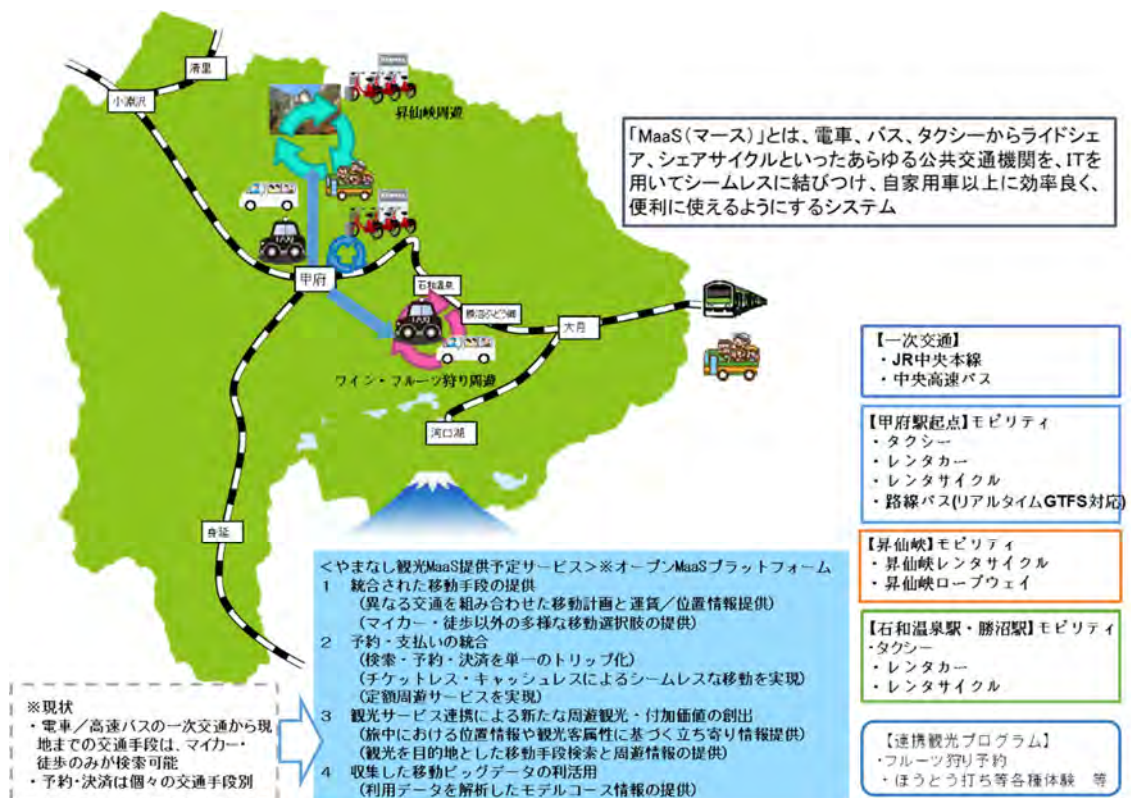 清里
小淵沢
昇仙峡周遊
「MaaS(マース)」とは、電車、バス、タクシーからライドシェ
ア、シェアサイクルといったあらゆる公共交通機関を、ITを
用いてシームレスに結びつけ、自家用車以上に効率良く、
便利に使えるようにするシステム
TAXI
甲府
石和温泉
勝沼ぶどう郷
大月
TAXI
ワイン・フルーツ狩り周遊
河口湖
身延
【一次交通】
・JR中央本線
・中央高速バス
【甲府駅起点】モビリティ
・タクシー
・レンタカー
・レンタサイクル
・路線バス(リアルタイムGTFS対応)
【昇仙峡】モビリティ
・昇仙峡レンタサイクル
・昇仙峡ロープウェイ
【石和温泉駅・勝沼駅】モビリティ
・タクシー
・レンタカー
・レンタサイクル
【連携観光プログラム】
・フルーツ狩り予約
・ほうとう打ち等各種体験 等
<やまなし観光MaaS提供予定サービス>※オープンMaaSプラットフォーム
1 統合された移動手段の提供
(異なる交通を組み合わせた移動計画と運賃/位置情報提供)
(マイカー・徒歩以外の多様な移動選択肢の提供)
2 予約・支払いの統合
(検索・予約・決済を単一のトリップ化)
(チケットレス・キャッシュレスによるシームレスな移動を実現)
(定額周遊サービスを実現)
3 観光サービス連携による新たな周遊観光・付加価値の創出
(旅中における位置情報や観光客属性に基づく立ち寄り情報提供)
(観光を目的地とした移動手段検索と周遊情報の提供)
4 収集した移動ビッグデータの利活用
(利用データを解析したモデルコース情報の提供)
※現状
・電車/高速バスの一次交通から現
地までの交通手段は、マイカー・
徒歩のみが検索可能
・予約・決済は個々の交通手段別